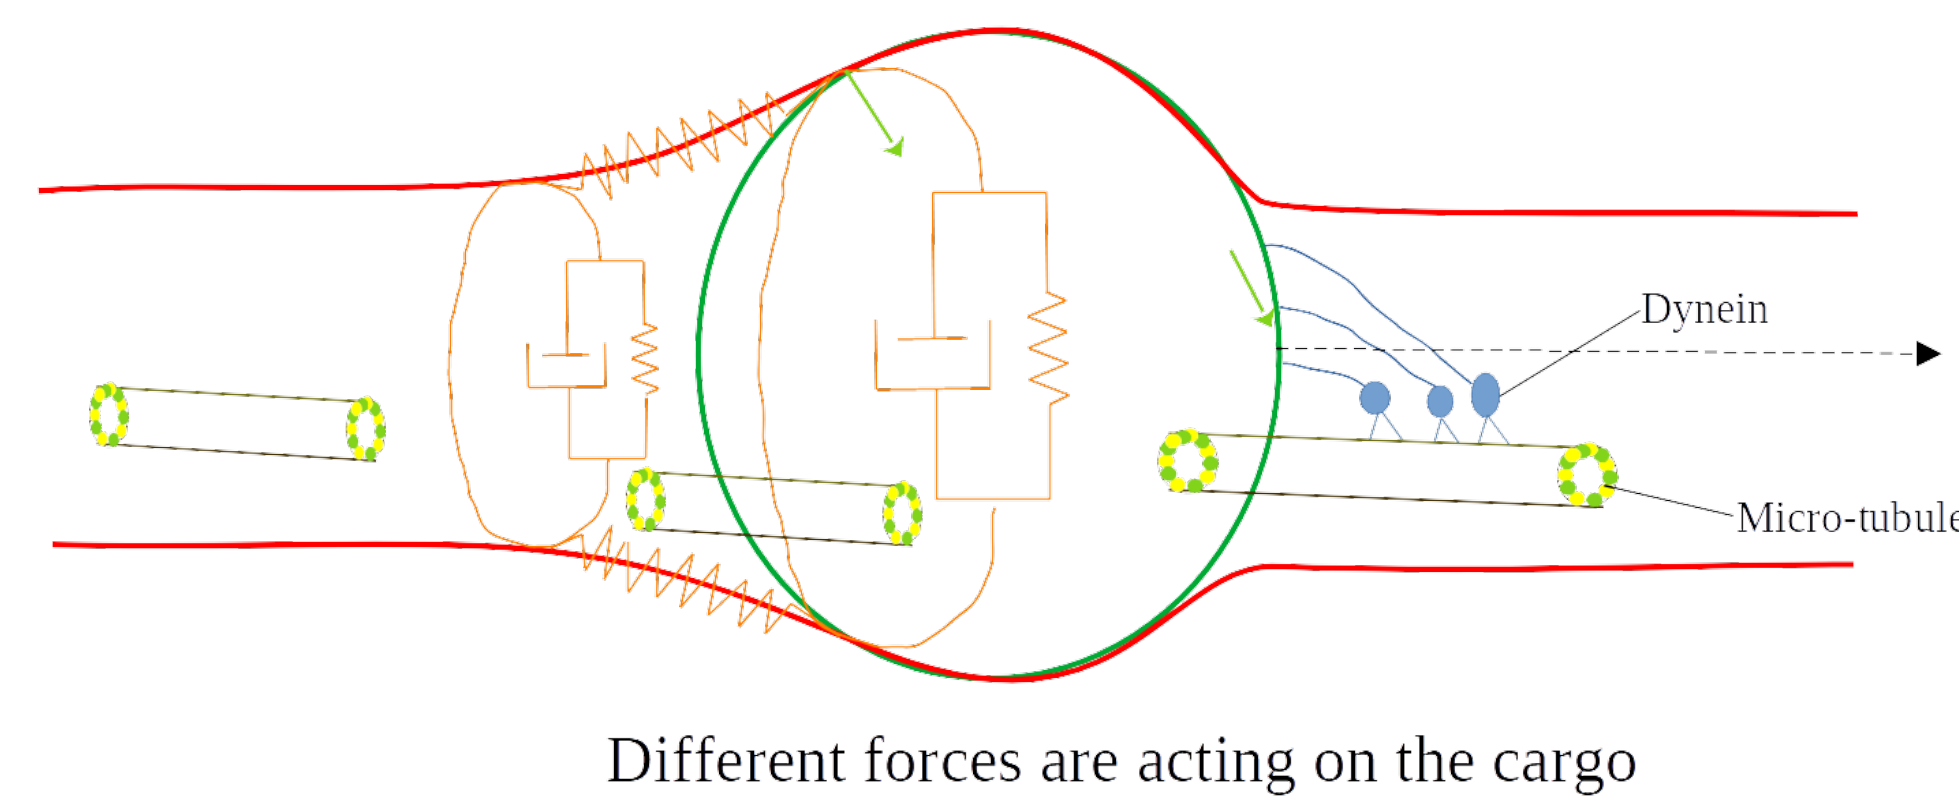 Dynein
Micro-tubule
Different forces are acting on the cargo